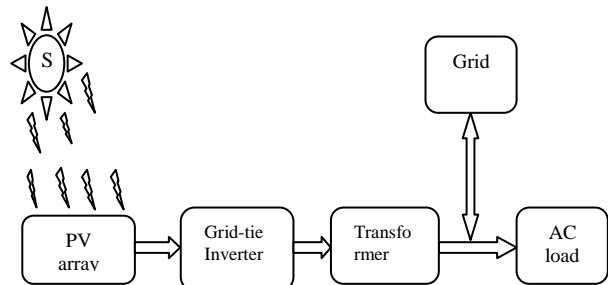 S
Grid
PV
array
Grid-tie
Inverter
Transfo
rmer
AC
load